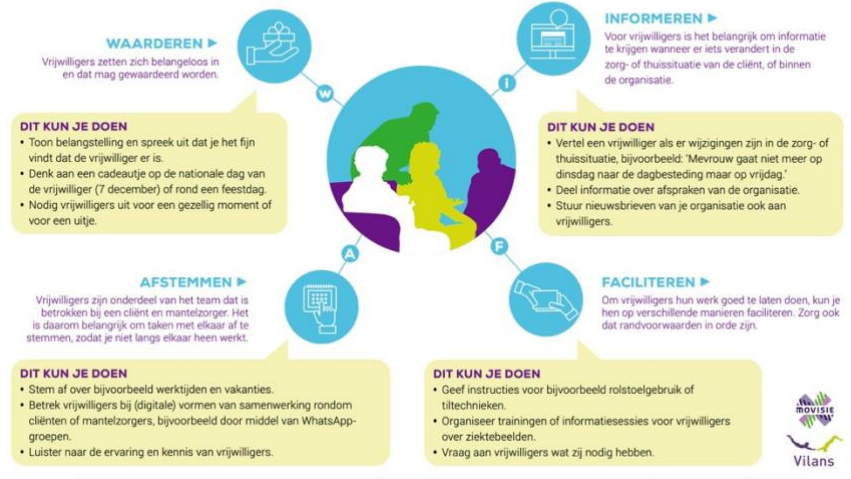 WAARDEREN ►
Vrijwilligers zetten zich belangeloos in
en dat mag gewaardeerd worden.
DIT KUN JE DOEN
• Toon belangstelling en spreek uit dat je het fijn
vindt dat de vrijwilliger er is.
• Denk aan een cadeautje op de nationale dag van
de vrijwilliger (7 december) of rond een feestdag.
• Nodig vrijwilligers uit voor een gezellig moment of
voor een uitje.
W
INFORMEREN ►
Voor vrijwilligers is het belangrijk om informatie
te krijgen wanneer er iets verandert in de
zorg- of thuissituatie van de cliënt, of binnen
de organisatie.
DIT KUN JE DOEN
• Vertel een vrijwilliger als er wijzigingen zijn in de zorg- of
thuissituatie, bijvoorbeeld: 'Mevrouw gaat niet meer op
dinsdag naar de dagbesteding maar op vrijdag.'
• Deel informatie over afspraken van de organisatie.
• Stuur nieuwsbrieven van je organisatie ook aan
vrijwilligers.
i
AFSTEMMEN ►
Vrijwilligers zijn onderdeel van het team dat is
betrokken bij een cliënt en mantelzorger. Het
is daarom belangrijk om taken met elkaar af te
stemmen, zodat je niet langs elkaar heen werkt.
DIT KUN JE DOEN
• Stem af over bijvoorbeeld werktijden en vakanties.
• Betrek vrijwilligers bij (digitale) vormen van samenwerking rondom
cliënten of mantelzorgers, bijvoorbeeld door middel van WhatsApp-
groepen.
• Luister naar de ervaring en kennis van vrijwilligers.
A
FACILITEREN ►
Om vrijwilligers hun werk goed te laten doen, kun je
hen op verschillende manieren faciliteren. Zorg ook
dat randvoorwaarden in orde zijn.
DIT KUN JE DOEN
• Geef instructies voor bijvoorbeeld rolstoelgebruik of
tiltechnieken.
• Organiseer trainingen of informatiesessies voor vrijwilligers
over ziektebeelden.
• Vraag aan vrijwilligers wat zij nodig hebben.
F
MOVISIE
Vilans